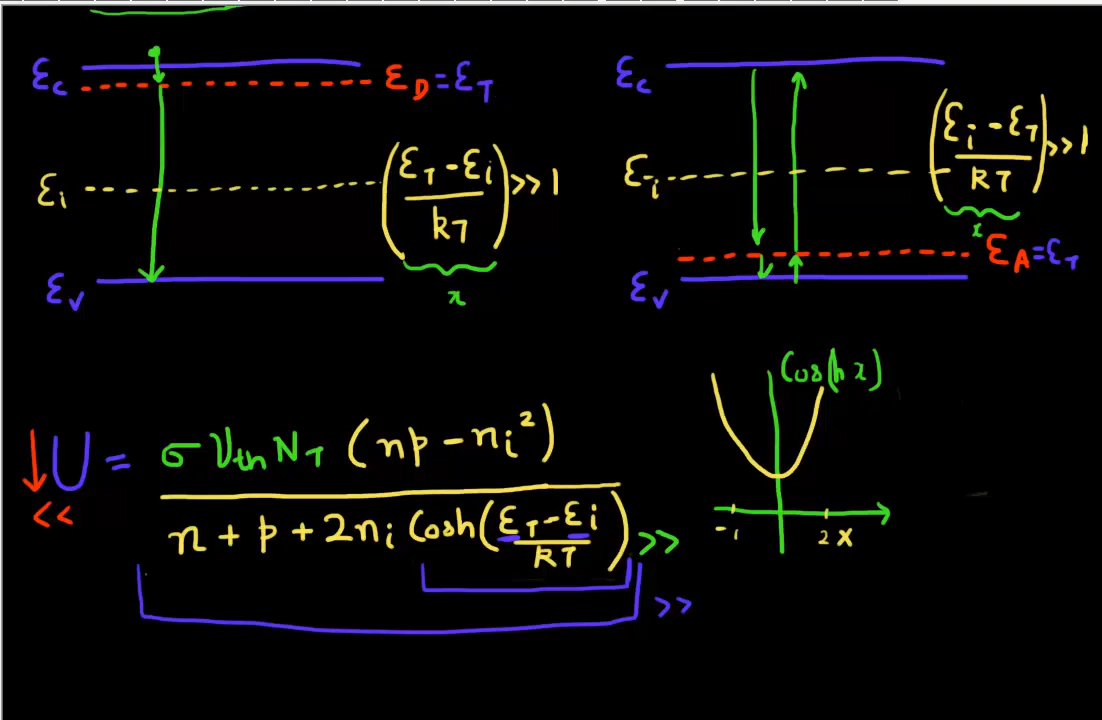 εc
εD = εT
εi
(εT - εi / kT) >> 1
x
εv
εc
εi
(εi - εT / kT) >> 1
x
εA = εT
εv
↓ U = σ νth NT (np - ni²)
<<
n + p + 2ni Cosh(εT - εi / kT) >>
>>
Cosh(x)
-1 2 x